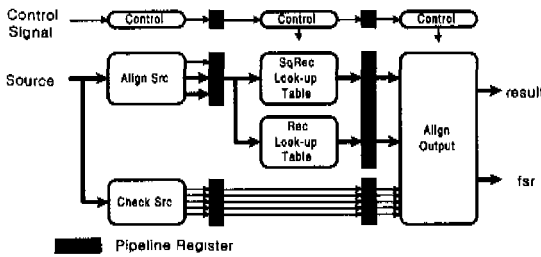 Control
Signal
Control
Control
Control
Source
Align Src
SqRec
Look-up
Table
Rec
Look-up
Table
Align
Output
result
fsr
Check Src
Pipeline Register